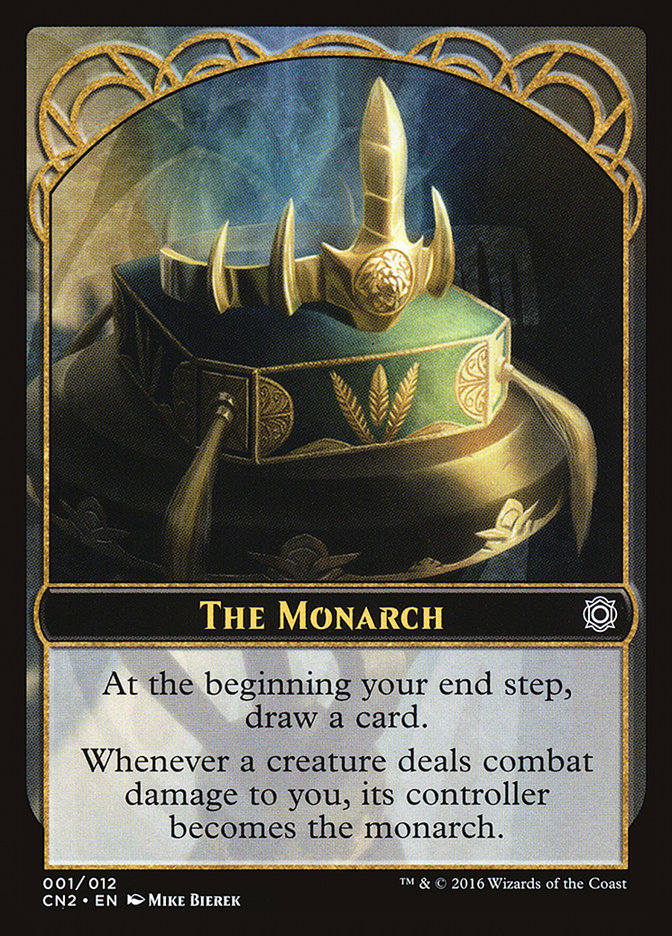 The Monarch
At the beginning your end step,
draw a card.
Whenever a creature deals combat
damage to you, its controller
becomes the monarch.
001/012
™ & © 2016 Wizards of the Coast
CN2 • EN Mike Bierek